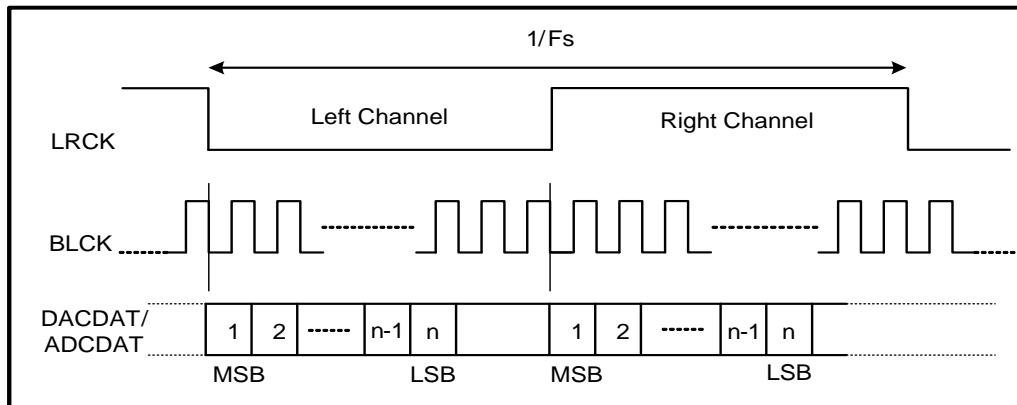 1/Fs
Left Channel
Right Channel
LRCK
BLCK
DACDAT/
ADCDAT
1 2 n-1 n 1 2 n-1 n
MSB LSB MSB LSB